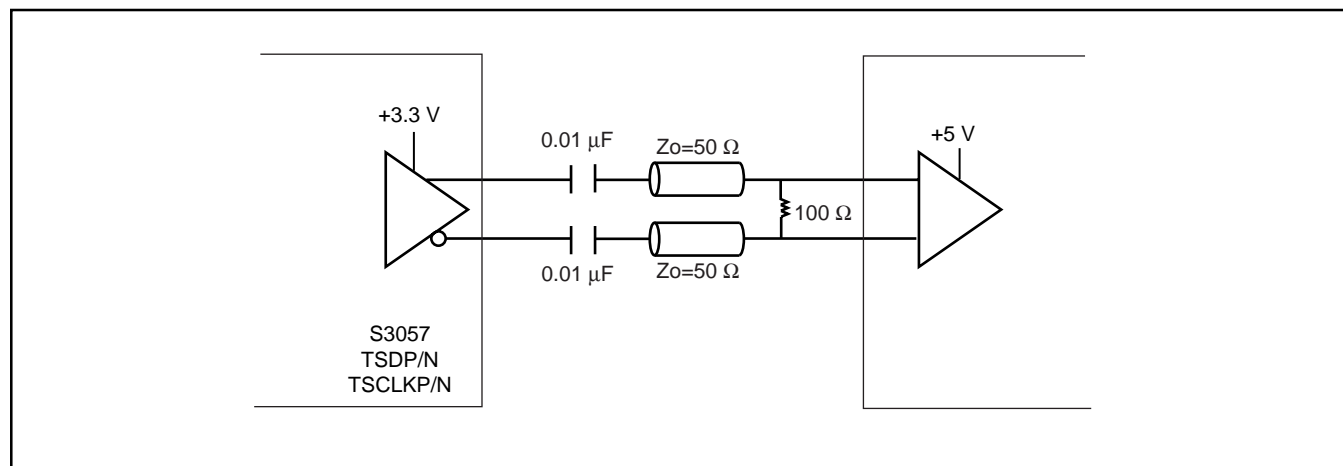 +3.3 V
0.01 μF
Zo=50 Ω
+5 V
100 Ω
0.01 μF
Zo=50 Ω
S3057
TSDP/N
TSCLKP/N